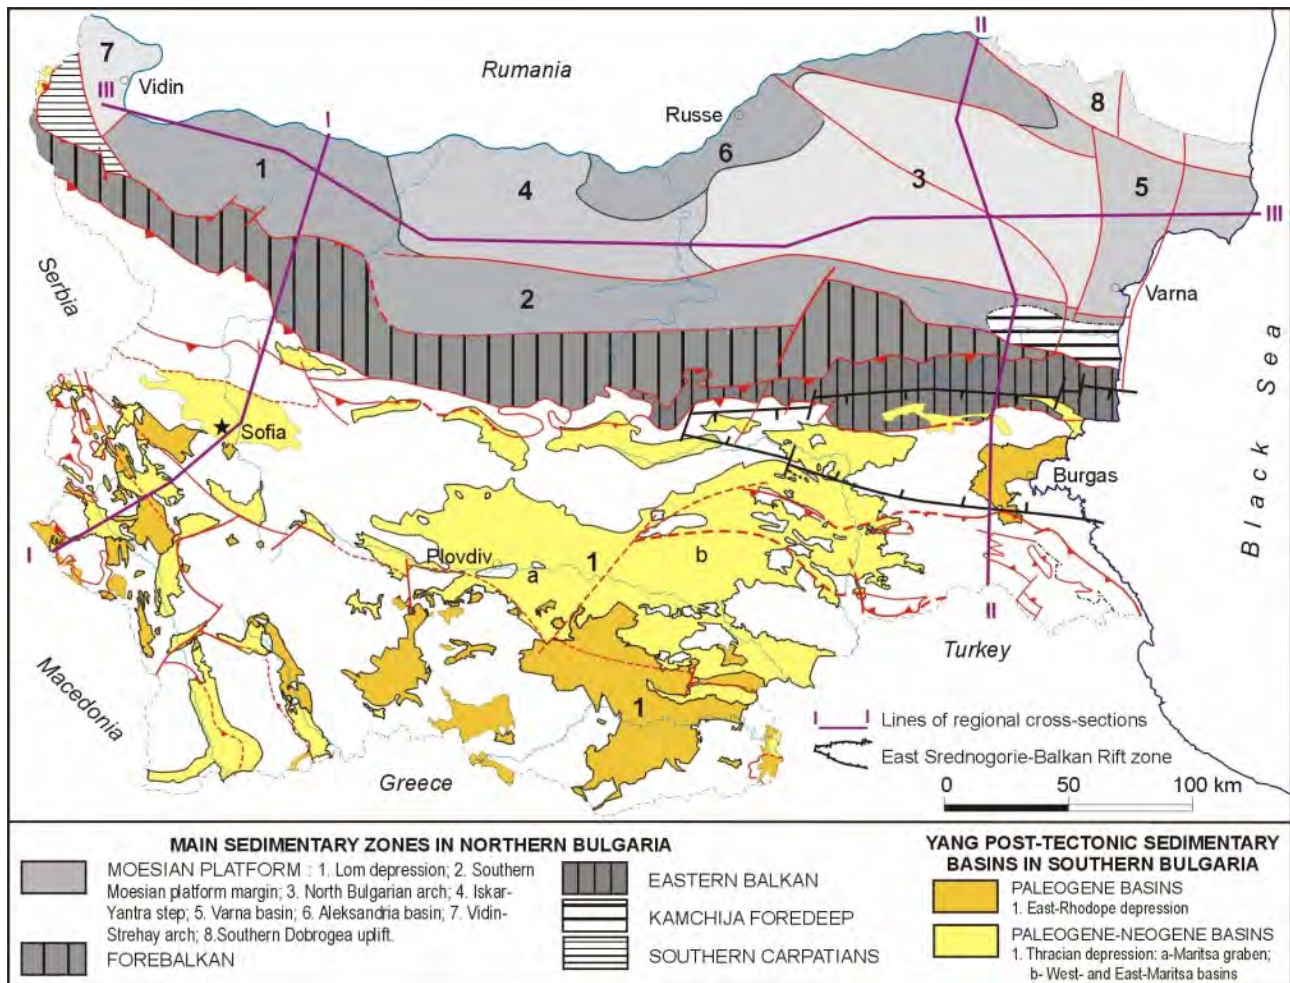 7
Vidin
III
I
Rumania
II
Russe
8
1
6
4
3
5
III
Serbia
2
Varna
Black Sea
Sofia
Burgas
I
Plovdiv
a
1
b
II
Turkey
Macedonia
1
Greece
I I
Lines of regional cross-sections
East Srednogorie-Balkan Rift zone
0 50 100 km
MAIN SEDIMENTARY ZONES IN NORTHERN BULGARIA
MOESIAN PLATFORM : 1. Lom depression; 2. Southern
Moesian platform margin; 3. North Bulgarian arch; 4. Iskar-
Yantra step; 5. Varna basin; 6. Aleksandria basin; 7. Vidin-
Strehay arch; 8.Southern Dobrogea uplift.
FOREBALKAN
EASTERN BALKAN
KAMCHIJA FOREDEEP
SOUTHERN CARPATIANS
YANG POST-TECTONIC SEDIMENTARY
BASINS IN SOUTHERN BULGARIA
PALEOGENE BASINS
1. East-Rhodope depression
PALEOGENE-NEOGENE BASINS
1. Thracian depression: a-Maritsa graben;
b- West- and East-Maritsa basins